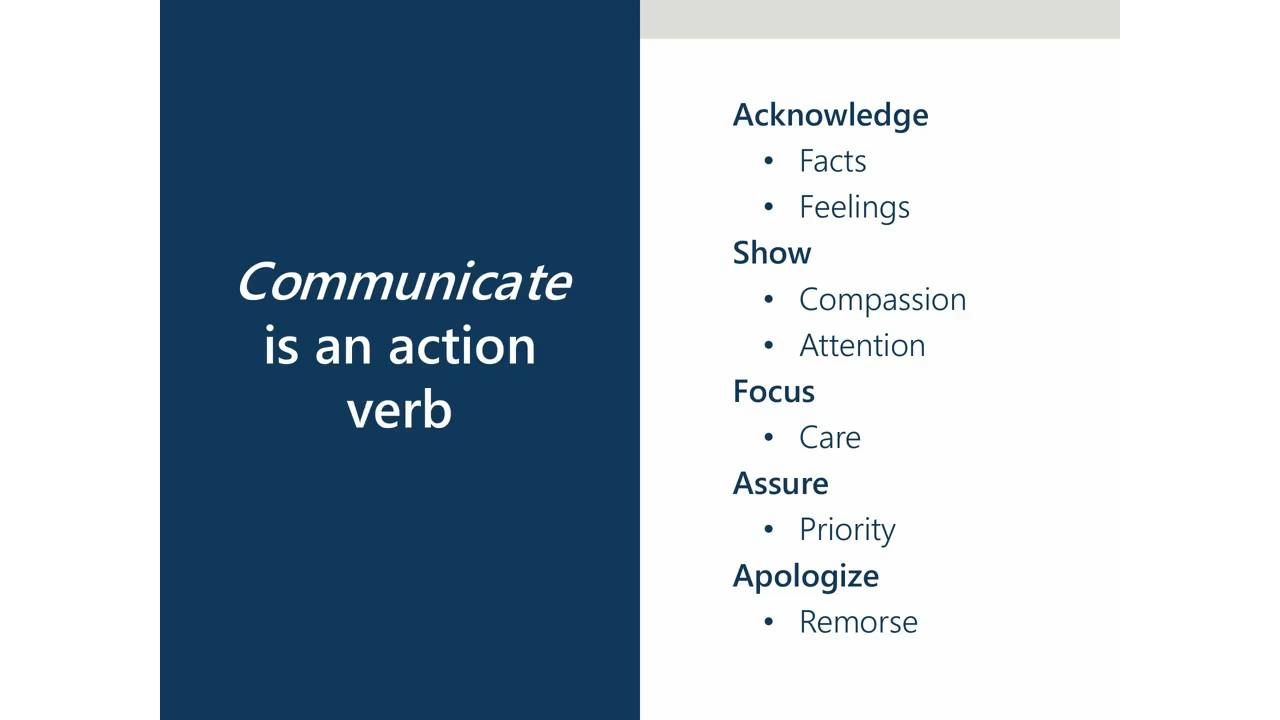 Communicate
is an action
verb
Acknowledge
• Facts
• Feelings
Show
• Compassion
• Attention
Focus
• Care
Assure
• Priority
Apologize
• Remorse